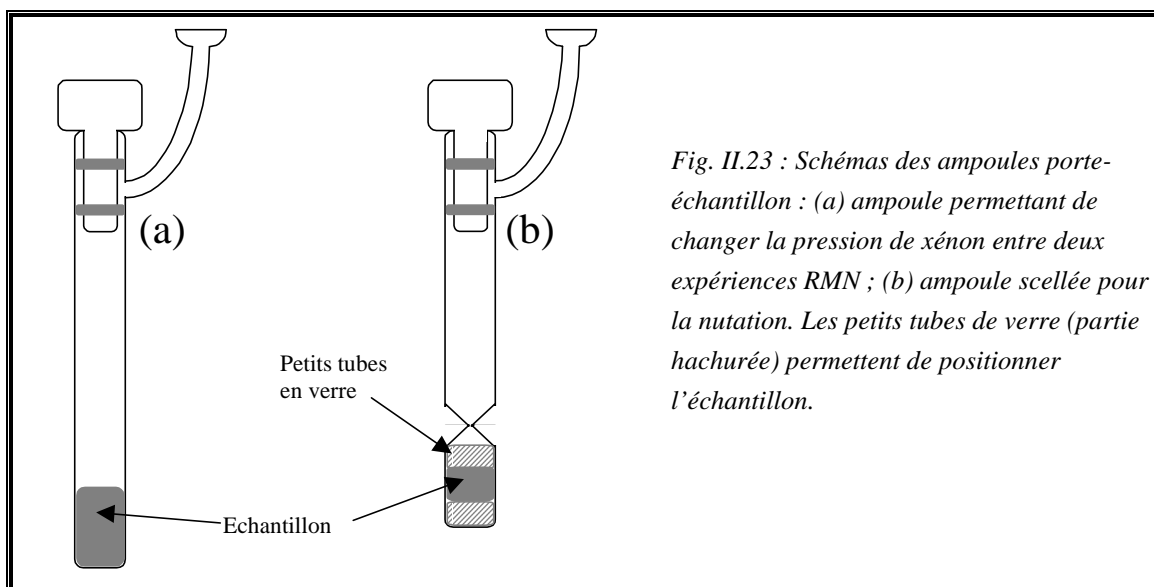 (a)
(b)
Petits tubes
en verre
Echantillon
Fig. II.23 : Schémas des ampoules porte-
échantillon : (a) ampoule permettant de
changer la pression de xénon entre deux
expériences RMN ; (b) ampoule scellée pour
la nutation. Les petits tubes de verre (partie
hachurée) permettent de positionner
l’échantillon.